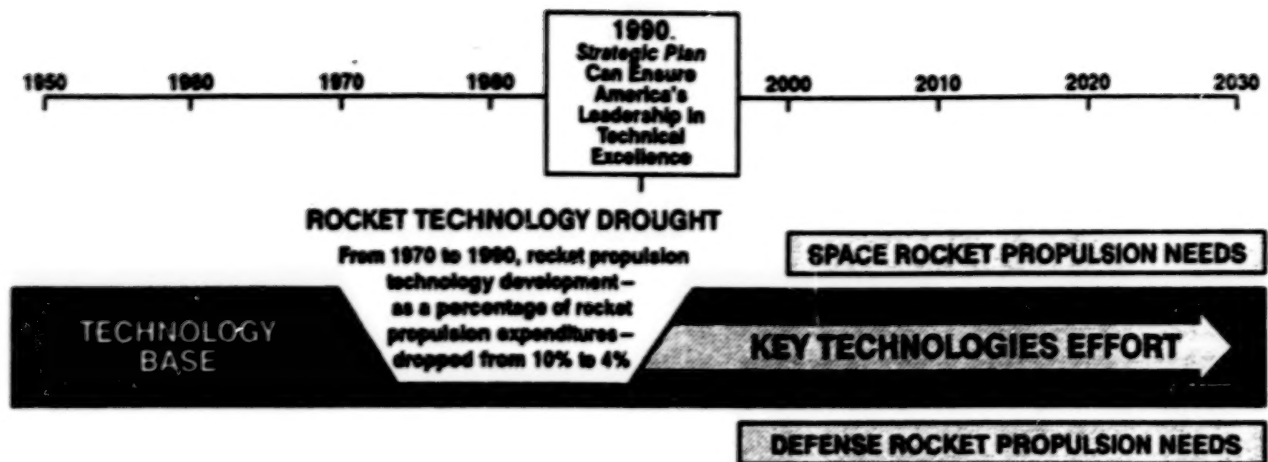 1950 1960 1970 1980 2000 2010 2020 2030
1990.
Strategic Plan
Can Ensure
America's
Leadership in
Technical
Excellence
ROCKET TECHNOLOGY DROUGHT
From 1970 to 1990, rocket propulsion
technology development–
as a percentage of rocket
propulsion expenditures–
dropped from 10% to 4%
SPACE ROCKET PROPULSION NEEDS
TECHNOLOGY
BASE
KEY TECHNOLOGIES EFFORT
DEFENSE ROCKET PROPULSION NEEDS